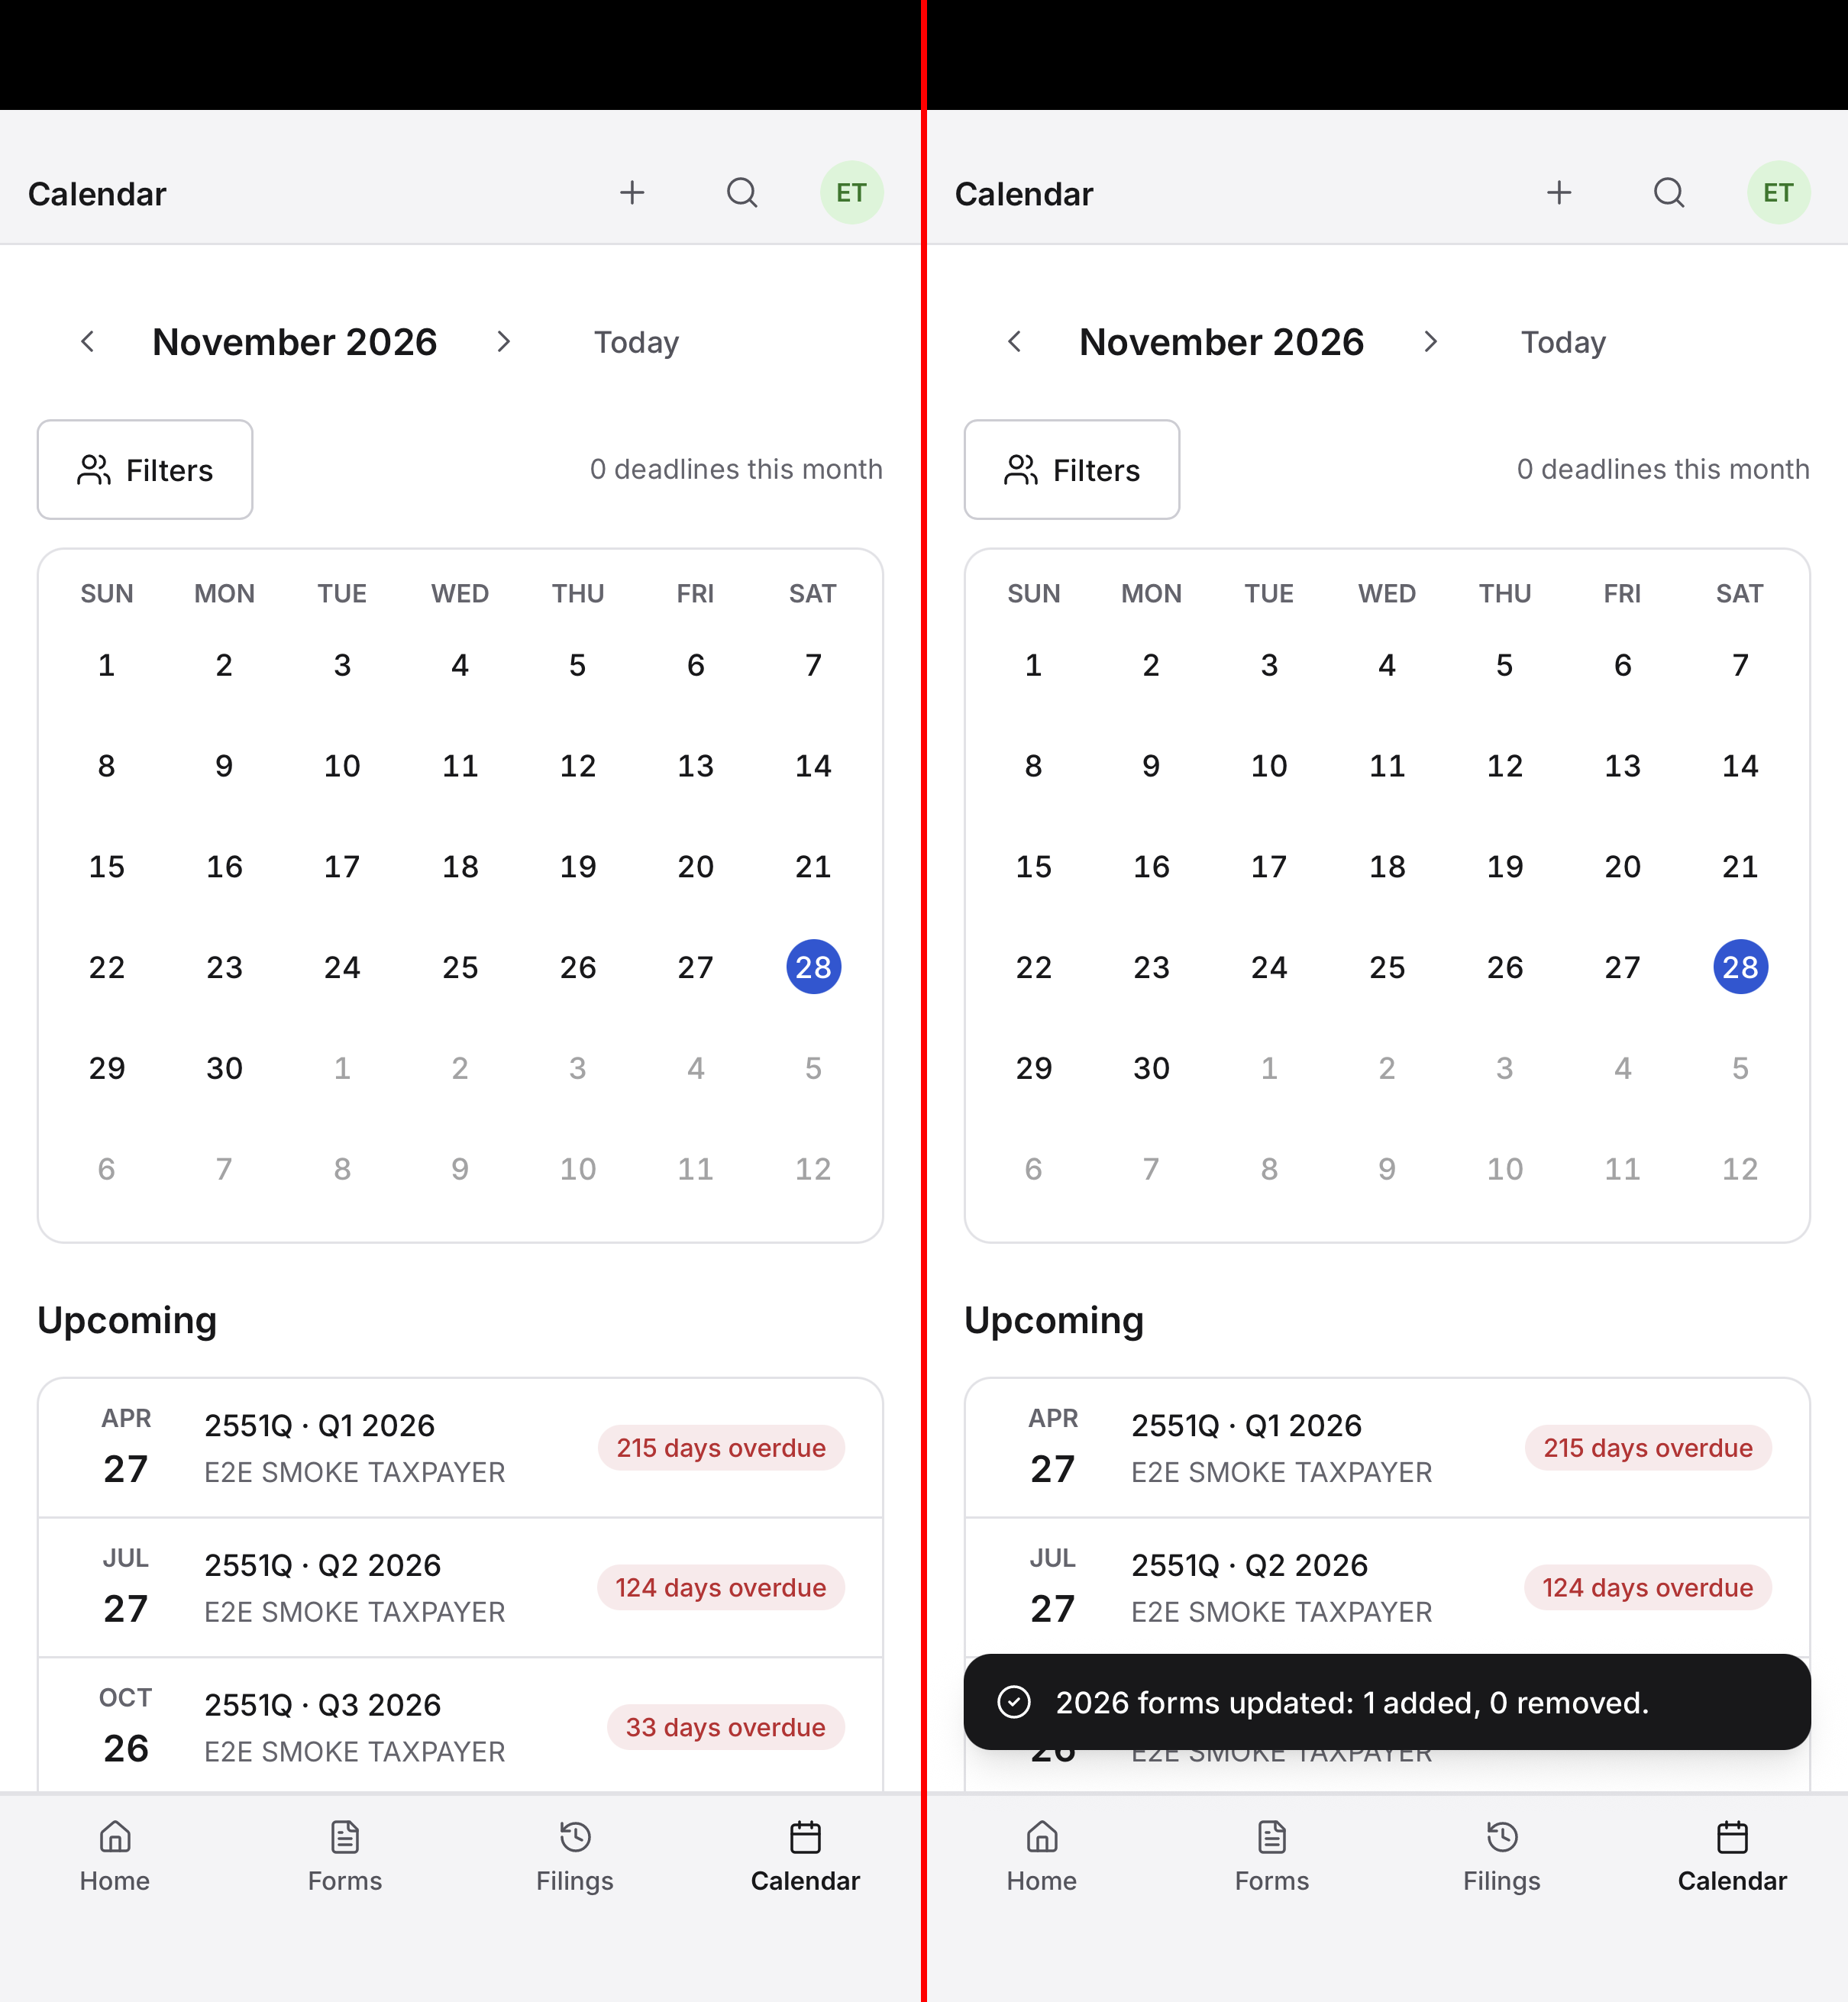 Calendar
ET
November 2026
Today
Filters
0 deadlines this month
SUN MON TUE WED THU FRI SAT
1 2 3 4 5 6 7
8 9 10 11 12 13 14
15 16 17 18 19 20 21
22 23 24 25 26 27 28
29 30 1 2 3 4 5
6 7 8 9 10 11 12
Upcoming
APR 27
2551Q · Q1 2026
E2E SMOKE TAXPAYER
215 days overdue
JUL 27
2551Q · Q2 2026
E2E SMOKE TAXPAYER
124 days overdue
OCT 26
2551Q · Q3 2026
E2E SMOKE TAXPAYER
33 days overdue
Home Forms Filings Calendar
Calendar
ET
November 2026
Today
Filters
0 deadlines this month
SUN MON TUE WED THU FRI SAT
1 2 3 4 5 6 7
8 9 10 11 12 13 14
15 16 17 18 19 20 21
22 23 24 25 26 27 28
29 30 1 2 3 4 5
6 7 8 9 10 11 12
Upcoming
APR 27
2551Q · Q1 2026
E2E SMOKE TAXPAYER
215 days overdue
JUL 27
2551Q · Q2 2026
E2E SMOKE TAXPAYER
124 days overdue
2026 forms updated: 1 added, 0 removed.
26
E2E SMOKE TAXPAYER
Home Forms Filings Calendar